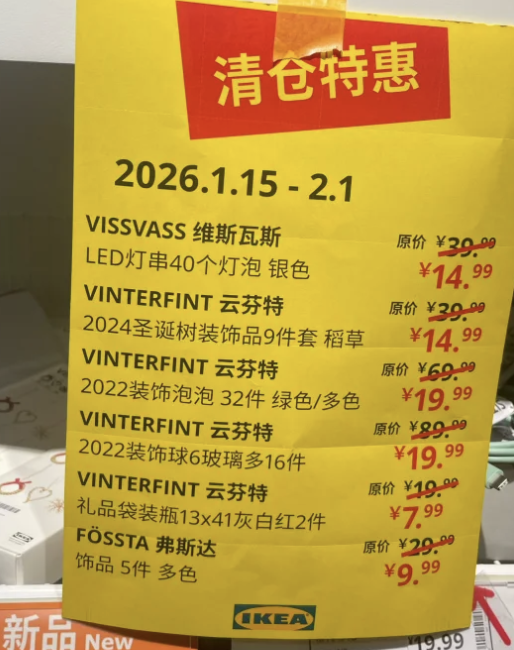 清仓特惠
2026.1.15 - 2.1
VISSVASS 维斯瓦斯
LED灯串40个灯泡 银色
原价 ¥39.99
¥14.99
VINTERFINT 云芬特
2024圣诞树装饰品9件套 稻草
原价 ¥39.99
¥14.99
VINTERFINT 云芬特
2022装饰泡泡 32件 绿色/多色
原价 ¥69.99
¥19.99
VINTERFINT 云芬特
2022装饰球6玻璃多16件
原价 ¥89.99
¥19.99
VINTERFINT 云芬特
礼品袋装瓶13x41灰白红2件
原价 ¥19.99
¥7.99
FÖSSTA 弗斯达
饰品 5件 多色
原价 ¥29.99
¥9.99
IKEA
新品 New
¥19.99